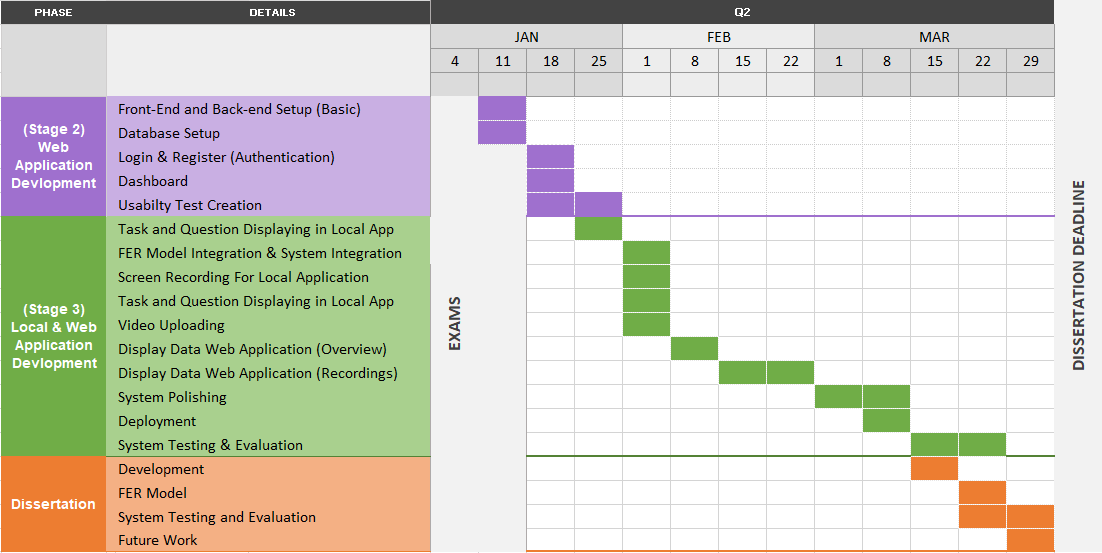 PHASE DETAILS Q2
JAN FEB MAR
4 11 18 25 1 8 15 22 1 8 15 22 29
(Stage 2)
Web
Application
Devlopment
Front-End and Back-end Setup (Basic)
Database Setup
Login & Register (Authentication)
Dashboard
Usabilty Test Creation
(Stage 3)
Local & Web
Application
Devlopment
Task and Question Displaying in Local App
FER Model Integration & System Integration
Screen Recording For Local Application
Task and Question Displaying in Local App
Video Uploading
Display Data Web Application (Overview)
Display Data Web Application (Recordings)
System Polishing
Deployment
System Testing & Evaluation
Dissertation
Development
FER Model
System Testing and Evaluation
Future Work
EXAMS
DISSERTATION DEADLINE